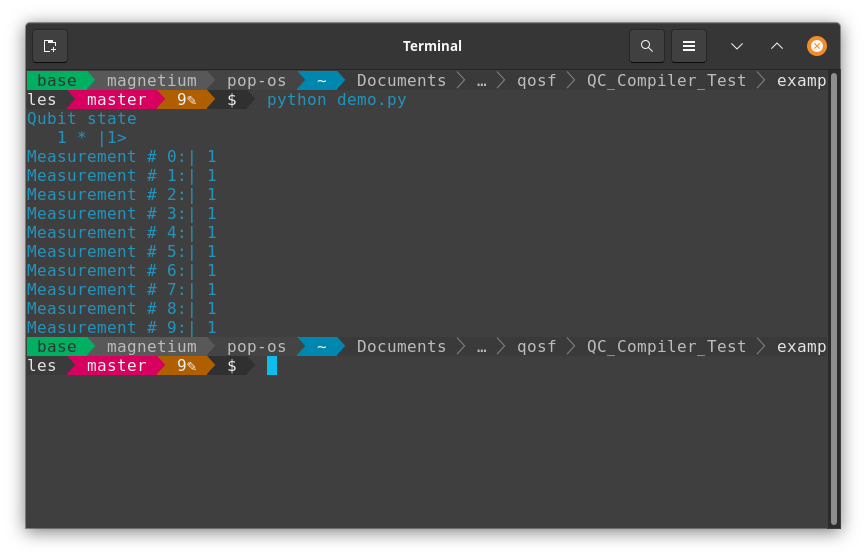 Terminal
base magnetium pop-os ~ Documents … qosf QC_Compiler_Test examp
les master 9✎ $ python demo.py
Qubit state
1 * |1>
Measurement # 0:| 1
Measurement # 1:| 1
Measurement # 2:| 1
Measurement # 3:| 1
Measurement # 4:| 1
Measurement # 5:| 1
Measurement # 6:| 1
Measurement # 7:| 1
Measurement # 8:| 1
Measurement # 9:| 1
base magnetium pop-os ~ Documents … qosf QC_Compiler_Test examp
les master 9✎ $